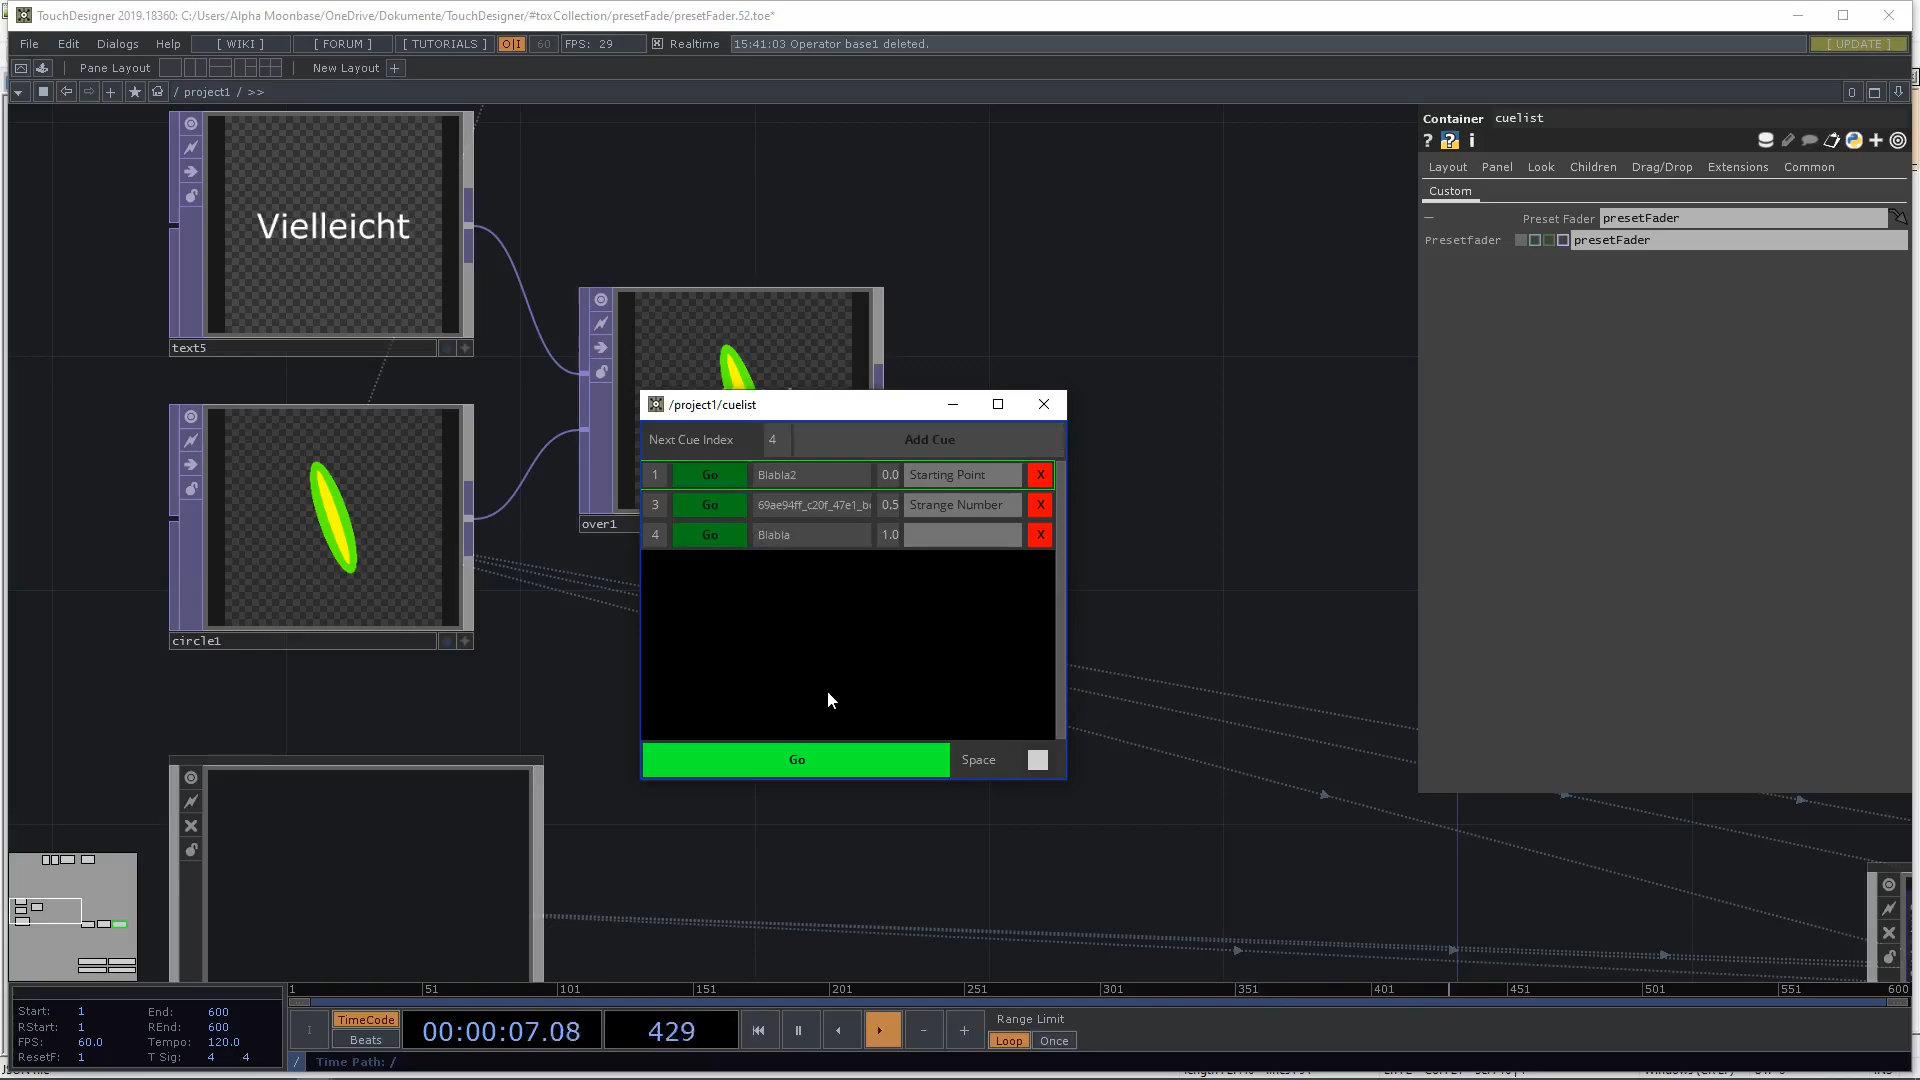 TouchDesigner 2019.18360: C:/Users/Alpha Moonbase/OneDrive/Dokumente/TouchDesigner/#toxCollection/presetFade/presetFader.52.toe*
File Edit Dialogs Help [ WIKI ] [ FORUM ] [ TUTORIALS ] O|I 60 FPS: 29 Realtime 15:41:03 Operator base1 deleted. [ UPDATE ]
Pane Layout New Layout +
/ project1 / >> 0
Container cuelist
? ? i
Layout Panel Look Children Drag/Drop Extensions Common
Custom
Preset Fader presetFader
Presetfader presetFader
Vielleicht
text5
circle1
over1
/project1/cuelist
Next Cue Index 4 Add Cue
1 Go Blabla2 0.0 Starting Point X
3 Go 69ae94ff_c20f_47e1_b 0.5 Strange Number X
4 Go Blabla 1.0 X
Go Space
1 51 101 151 201 251 301 351 401 451 501 551 600
Start: 1 End: 600
RStart: 1 REnd: 600
FPS: 60.0 Tempo: 120.0
ResetF: 1 T Sig: 4 4
TimeCode
Beats
00:00:07.08 429
Range Limit
Loop Once
/ Time Path: /